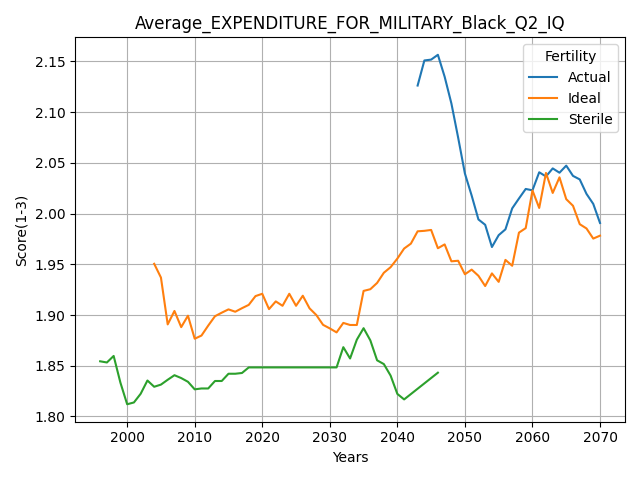 Average_EXPENDITURE_FOR_MILITARY_Black_Q2_IQ
Fertility
Actual
Ideal
Sterile
Score(1-3)
2.15
2.10
2.05
2.00
1.95
1.90
1.85
1.80
2000 2010 2020 2030 2040 2050 2060 2070
Years